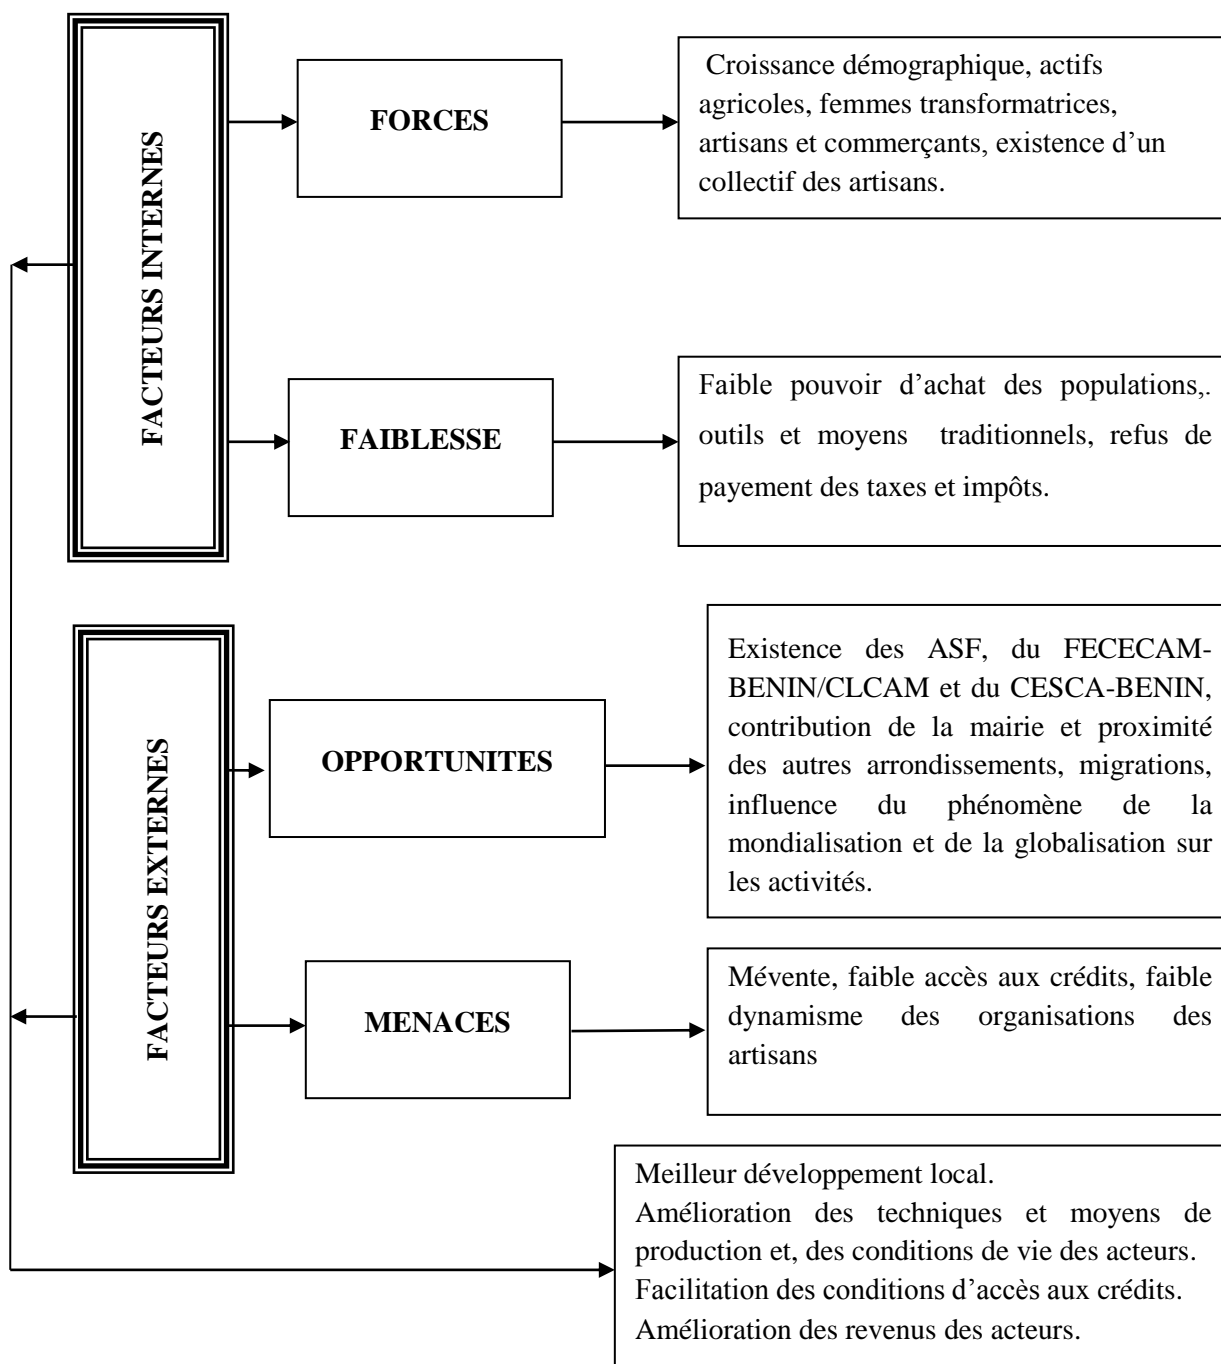 FACTEURS INTERNES
FORCES
Croissance démographique, actifs
agricoles, femmes transformatrices,
artisans et commerçants, existence d’un
collectif des artisans.
FAIBLESSE
Faible pouvoir d’achat des populations,.
outils et moyens traditionnels, refus de
payement des taxes et impôts.
FACTEURS EXTERNES
OPPORTUNITES
Existence des ASF, du FECECAM-
BENIN/CLCAM et du CESCA-BENIN,
contribution de la mairie et proximité
des autres arrondissements, migrations,
influence du phénomène de la
mondialisation et de la globalisation sur
les activités.
MENACES
Mévente, faible accès aux crédits, faible
dynamisme des organisations des
artisans
Meilleur développement local.
Amélioration des techniques et moyens de
production et, des conditions de vie des acteurs.
Facilitation des conditions d’accès aux crédits.
Amélioration des revenus des acteurs.